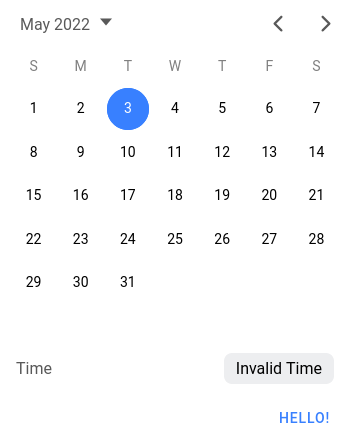 May 2022
S M T W T F S
1 2 3 4 5 6 7
8 9 10 11 12 13 14
15 16 17 18 19 20 21
22 23 24 25 26 27 28
29 30 31
Time Invalid Time
HELLO!